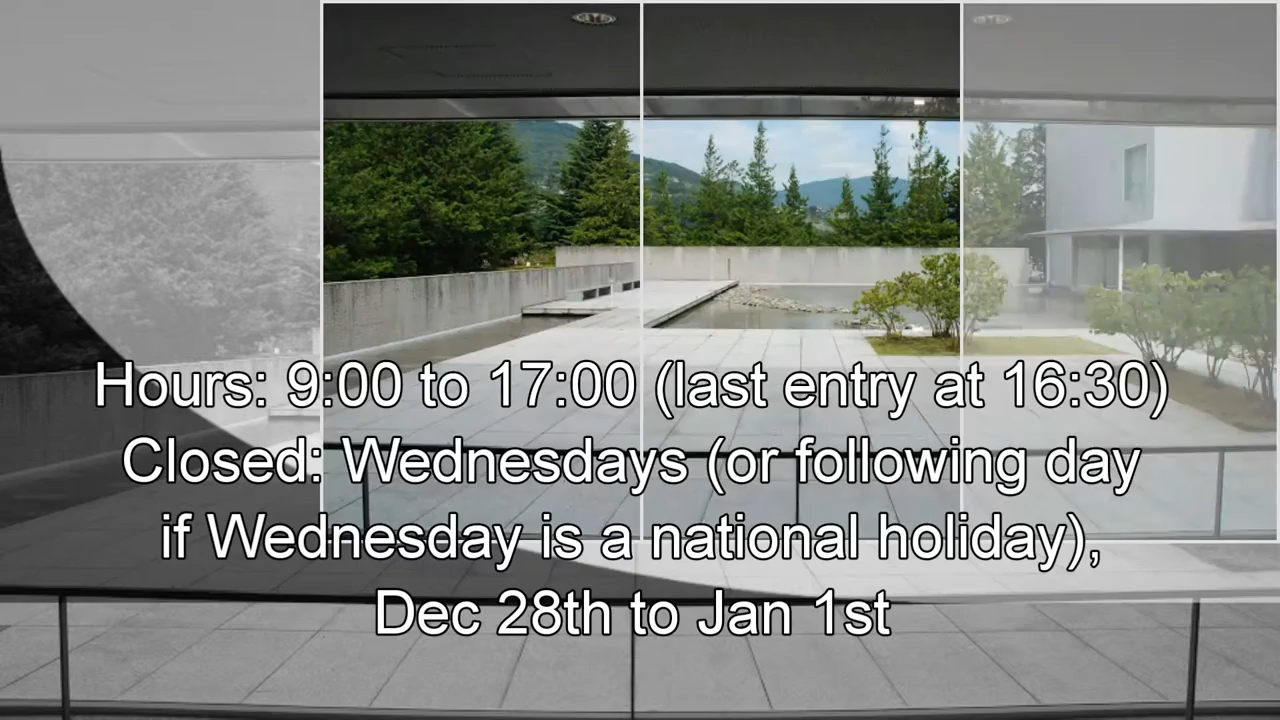 Hours: 9:00 to 17:00 (last entry at 16:30)
Closed: Wednesdays (or following day
if Wednesday is a national holiday),
Dec 28th to Jan 1st